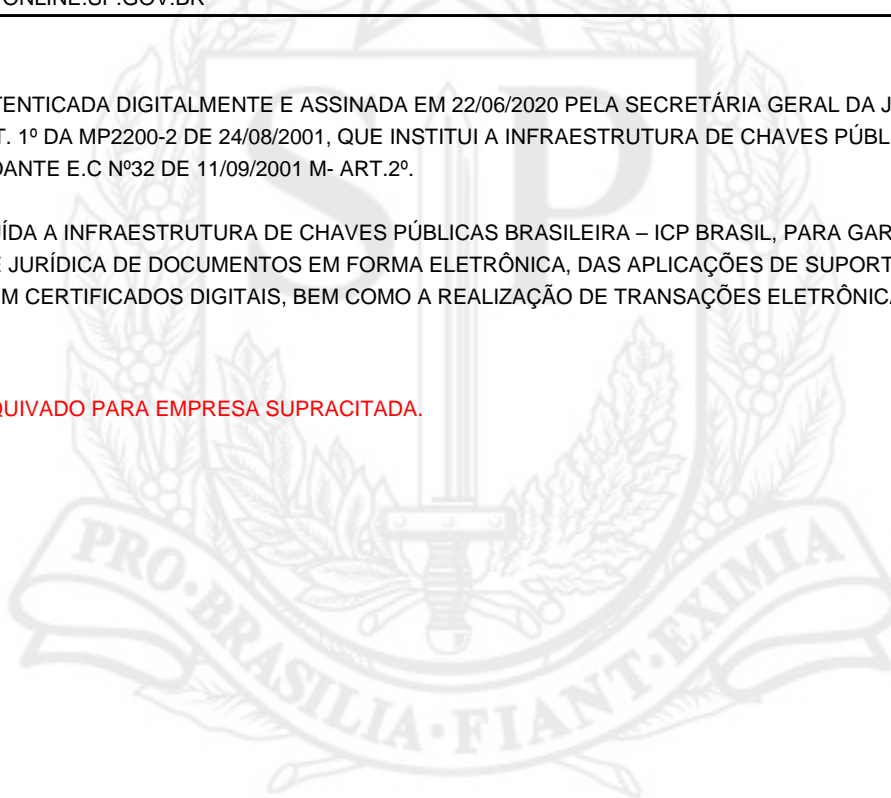 ONLINE.SP.GOV.BR
TENTICADA DIGITALMENTE E ASSINADA EM 22/06/2020 PELA SECRETÁRIA GERAL DA J
T. 1º DA MP2200-2 DE 24/08/2001, QUE INSTITUI A INFRAESTRUTURA DE CHAVES PÚBL
DANTE E.C Nº32 DE 11/09/2001 M- ART.2º.
ÍDA A INFRAESTRUTURA DE CHAVES PÚBLICAS BRASILEIRA – ICP BRASIL, PARA GAR
E JURÍDICA DE DOCUMENTOS EM FORMA ELETRÔNICA, DAS APLICAÇÕES DE SUPORT
M CERTIFICADOS DIGITAIS, BEM COMO A REALIZAÇÃO DE TRANSAÇÕES ELETRÔNICA
QUIVADO PARA EMPRESA SUPRACITADA.
SP
PRO·BRASILIA·FIANT·EXIMIA